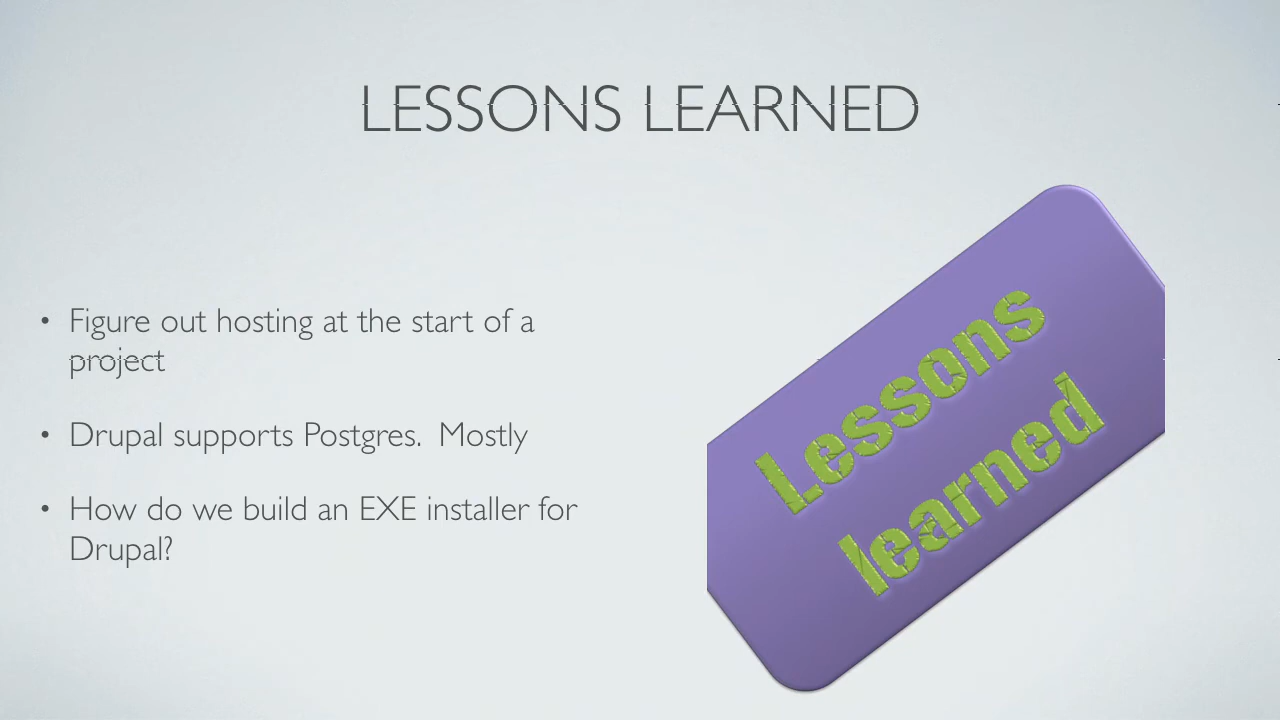 LESSONS LEARNED
• Figure out hosting at the start of a
project
• Drupal supports Postgres.  Mostly
• How do we build an EXE installer for
Drupal?
Lessons
learned